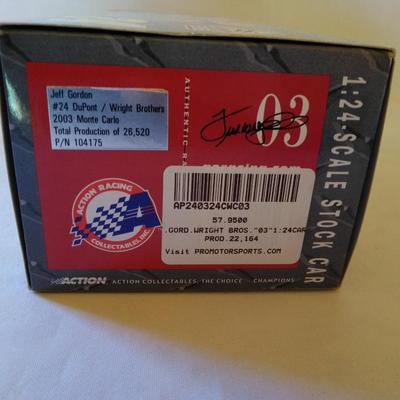 Jeff Gordon
#24 DuPont / Wright Brothers
2003 Monte Carlo
Total Production of 26,520
P/N 104175
AUTHENTIC RA
03
1:24-SCALE STOCK CAR
ACTION RACING
COLLECTABLES, INC.
AP240324CWC03
57.9500
.GORD.WRIGHT BROS."03"1:24CAR
PROD.22,164
Visit PROMOTORSPORTS.COM
ACTION
ACTION COLLECTABLES, THE CHOICE CHAMPIONS